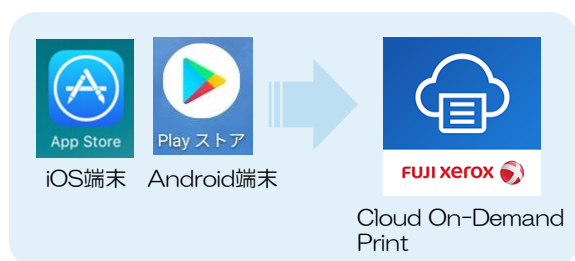 App Store
Play ストア
FUJI XEROX
iOS端末 Android端末
Cloud On-Demand
Print